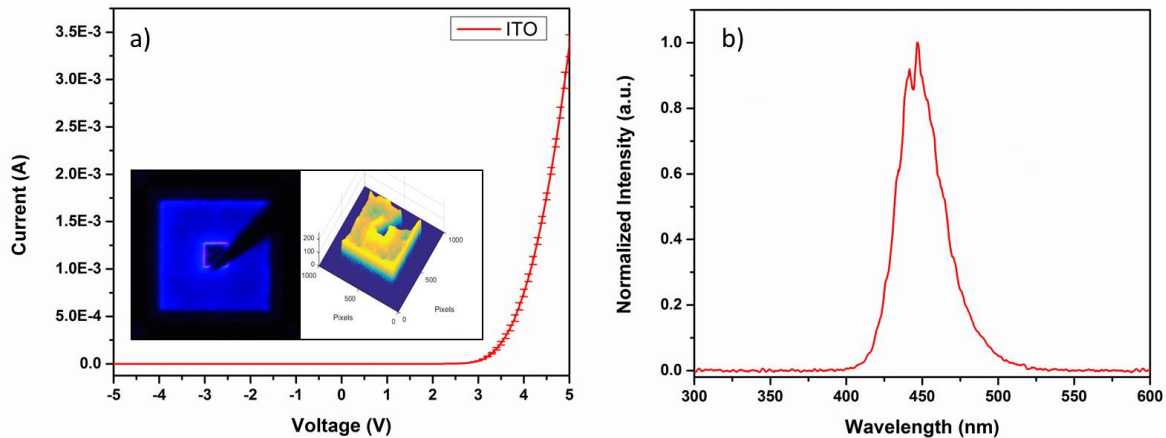 a)
ITO
3.5E-3
3.0E-3
2.5E-3
2.0E-3
1.5E-3
1.0E-3
5.0E-4
0.0
Current (A)
-5 -4 -3 -2 -1 0 1 2 3 4 5
Voltage (V)
200
100
0
1000
500
0
Pixels
1000
500
0
Pixels
b)
1.0
0.8
0.6
0.4
0.2
0.0
Normalized Intensity (a.u.)
300 350 400 450 500 550 600
Wavelength (nm)